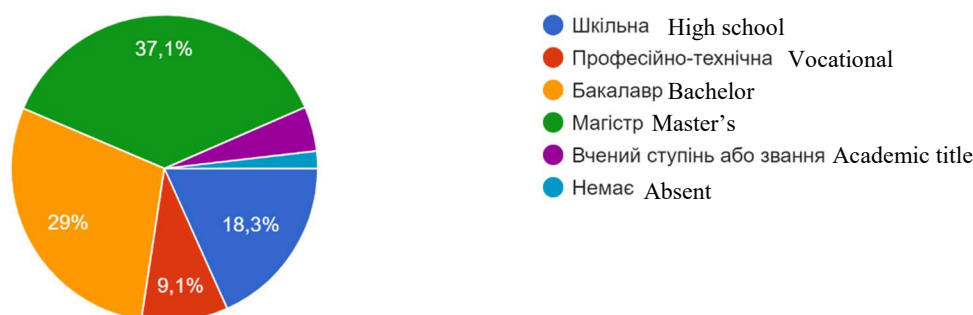 37,1%
29%
18,3%
9,1%
Шкільна High school
Професійно-технічна Vocational
Бакалавр Bachelor
Магістр Master’s
Вчений ступінь або звання Academic title
Немає Absent